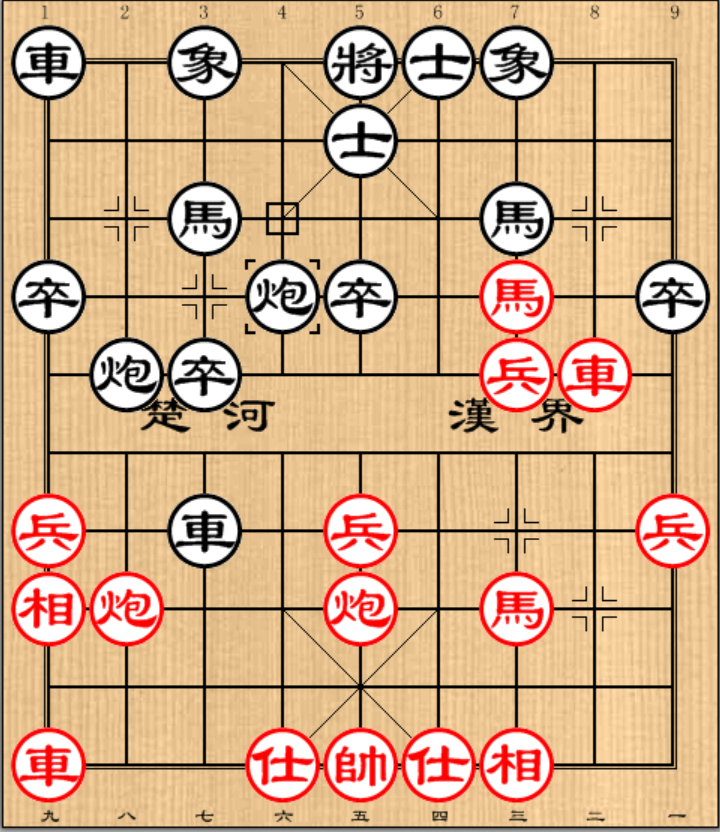 1 2 3 4 5 6 7 8 9
車 象 將 士 象
士
馬 馬
卒 炮 卒 馬 卒
炮 卒 兵 車
楚 河 漢 界
兵 車 兵 兵
相 炮 炮 馬
車 仕 帥 仕 相
九 八 七 六 五 四 三 二 一